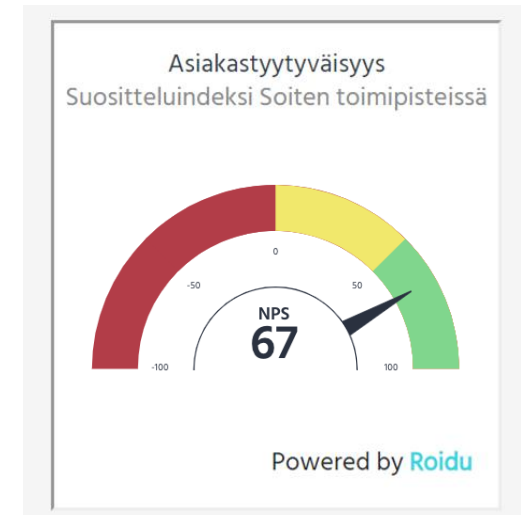 Asiakastyytyväisyys
Suositteluindeksi Soiten toimipisteissä
0
-50
50
NPS
67
-100
100
Powered by Roidu